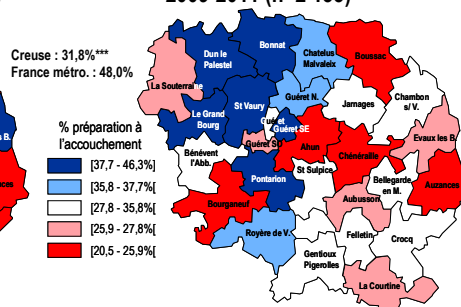 Creuse : 31,8%***
France métro. : 48,0%
% préparation à
l'accouchement
[37,7 - 46,3%]
[35,8 - 37,7%[
[27,8 - 35,8%[
[25,9 - 27,8%[
[20,5 - 25,9%[
Bonnat
Dun le
Palestel
Chatelus
Malvaleix
Boussac
La Souterraine
Guéret N.
St Vaury
Jarnages
Chambon
s/ V.
Le Grand
Bourg
Guéret
Guéret SE
Evaux les B.
Guéret SO
Ahun
Chénérailles
Bénévent
l'Abb.
Pontarion
St Sulpice
Bellegarde
en M.
Auzances
Bourganeuf
Aubusson
Royère de V.
Felletin
Crocq
Gentioux
Pigerolles
La Courtine